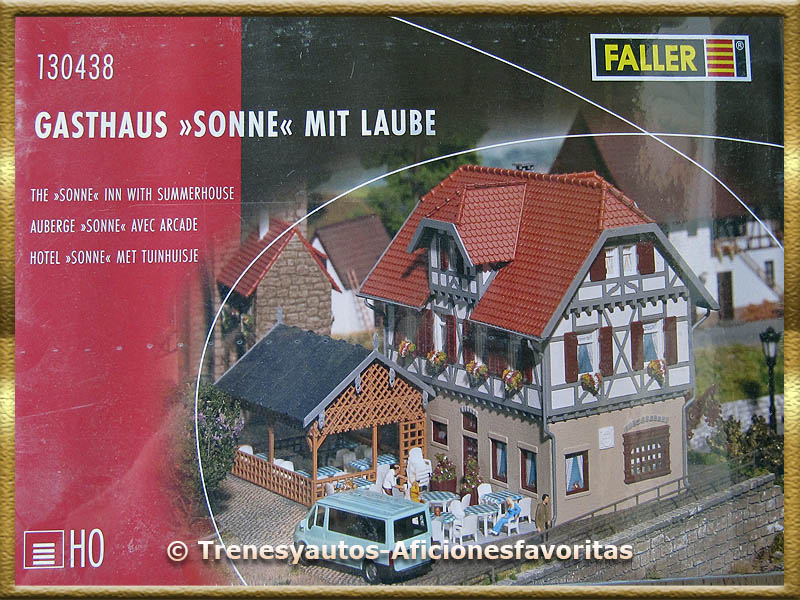 130438
FALLER®
GASTHAUS »SONNE« MIT LAUBE
THE »SONNE« INN WITH SUMMERHOUSE
AUBERGE »SONNE« AVEC ARCADE
HOTEL »SONNE« MET TUINHUISJE
HO
© Trenesyautos-Aficionesfavoritas